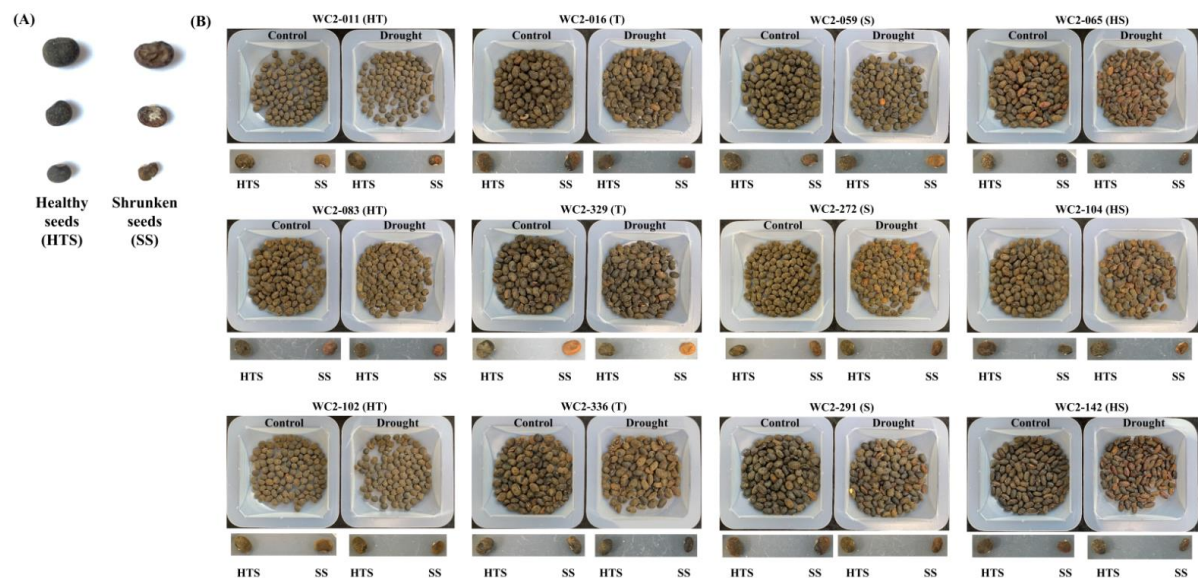 (A)
Healthy
seeds
(HTS)
Shrunken
seeds
(SS)
(B)
WC2-011 (HT)
Control Drought
HTS SS HTS SS
WC2-016 (T)
Control Drought
HTS SS HTS SS
WC2-059 (S)
Control Drought
HTS SS HTS SS
WC2-065 (HS)
Control Drought
HTS SS HTS SS
WC2-083 (HT)
Control Drought
HTS SS HTS SS
WC2-329 (T)
Control Drought
HTS SS HTS SS
WC2-272 (S)
Control Drought
HTS SS HTS SS
WC2-104 (HS)
Control Drought
HTS SS HTS SS
WC2-102 (HT)
Control Drought
HTS SS HTS SS
WC2-336 (T)
Control Drought
HTS SS HTS SS
WC2-291 (S)
Control Drought
HTS SS HTS SS
WC2-142 (HS)
Control Drought
HTS SS HTS SS